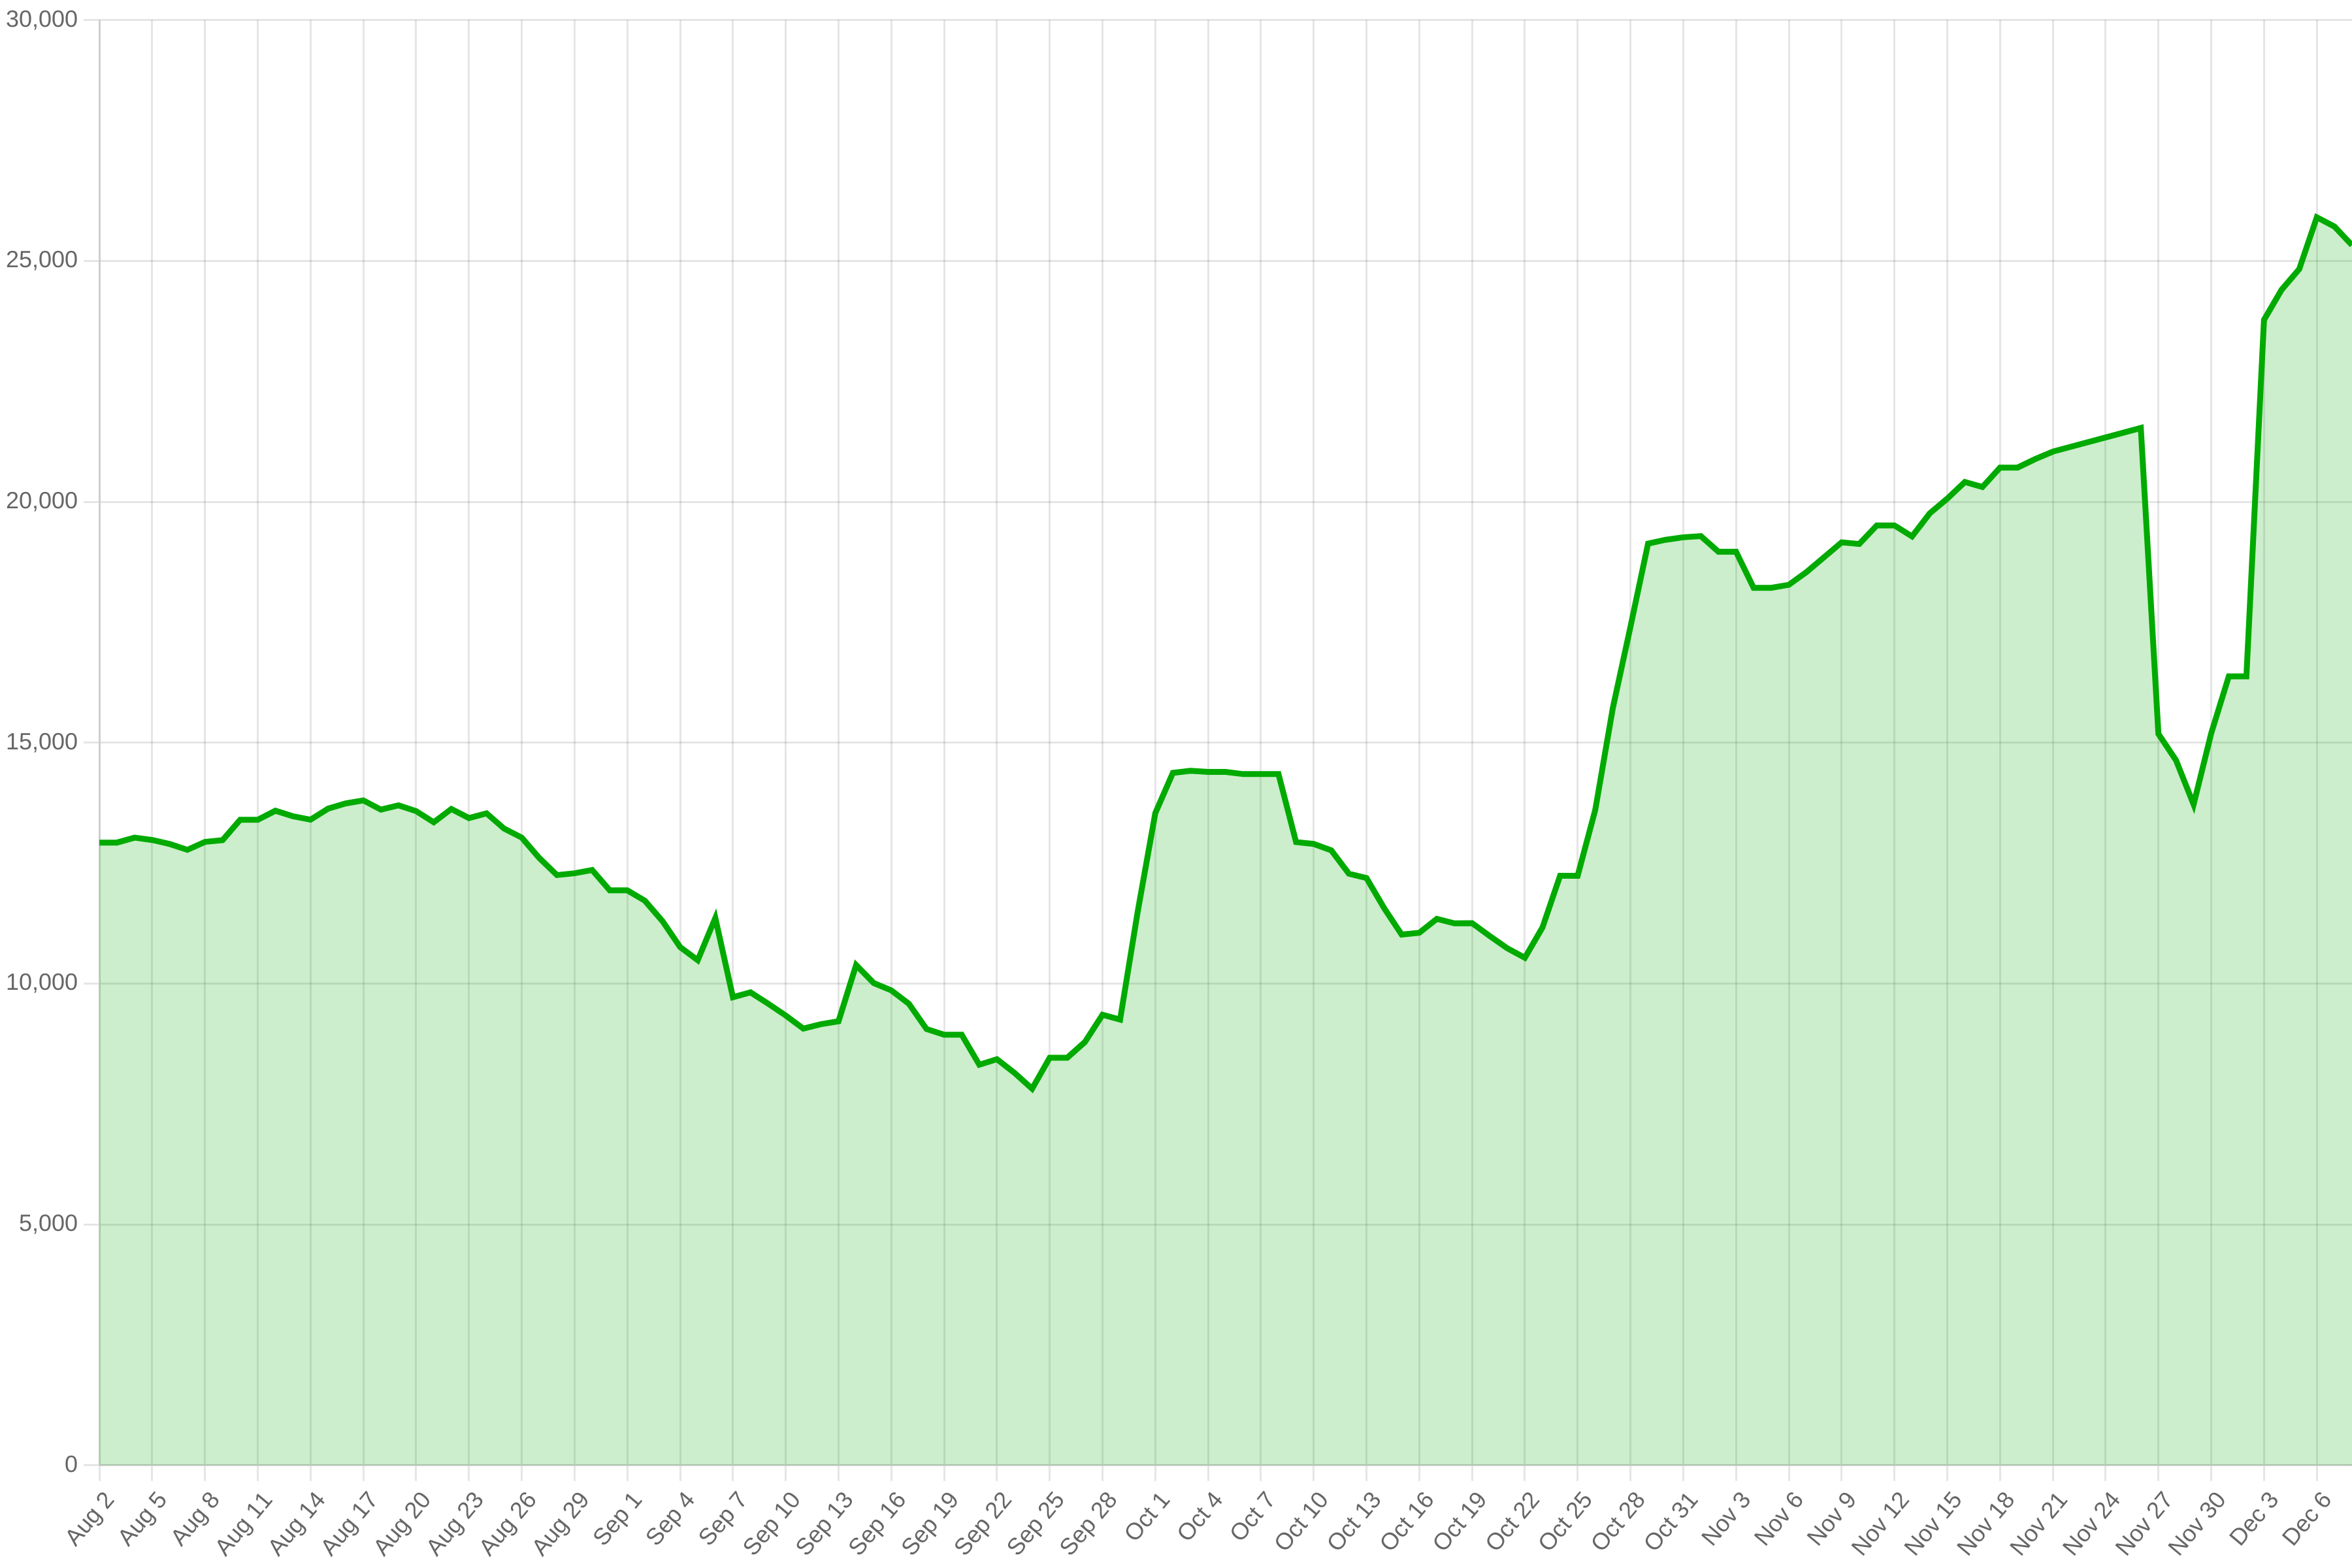 30,000
25,000
20,000
15,000
10,000
5,000
0
Aug 2
Aug 5
Aug 8
Aug 11
Aug 14
Aug 17
Aug 20
Aug 23
Aug 26
Aug 29
Sep 1
Sep 4
Sep 7
Sep 10
Sep 13
Sep 16
Sep 19
Sep 22
Sep 25
Sep 28
Oct 1
Oct 4
Oct 7
Oct 10
Oct 13
Oct 16
Oct 19
Oct 22
Oct 25
Oct 28
Oct 31
Nov 3
Nov 6
Nov 9
Nov 12
Nov 15
Nov 18
Nov 21
Nov 24
Nov 27
Nov 30
Dec 3
Dec 6